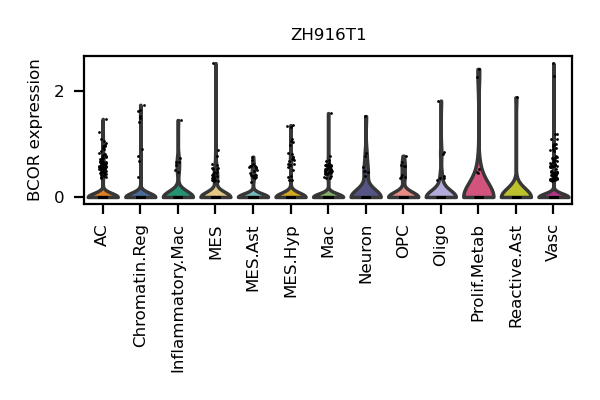 ZH916T1
BCOR expression
2
0
AC
Chromatin.Reg
Inflammatory.Mac
MES
MES.Ast
MES.Hyp
Mac
Neuron
OPC
Oligo
Prolif.Metab
Reactive.Ast
Vasc